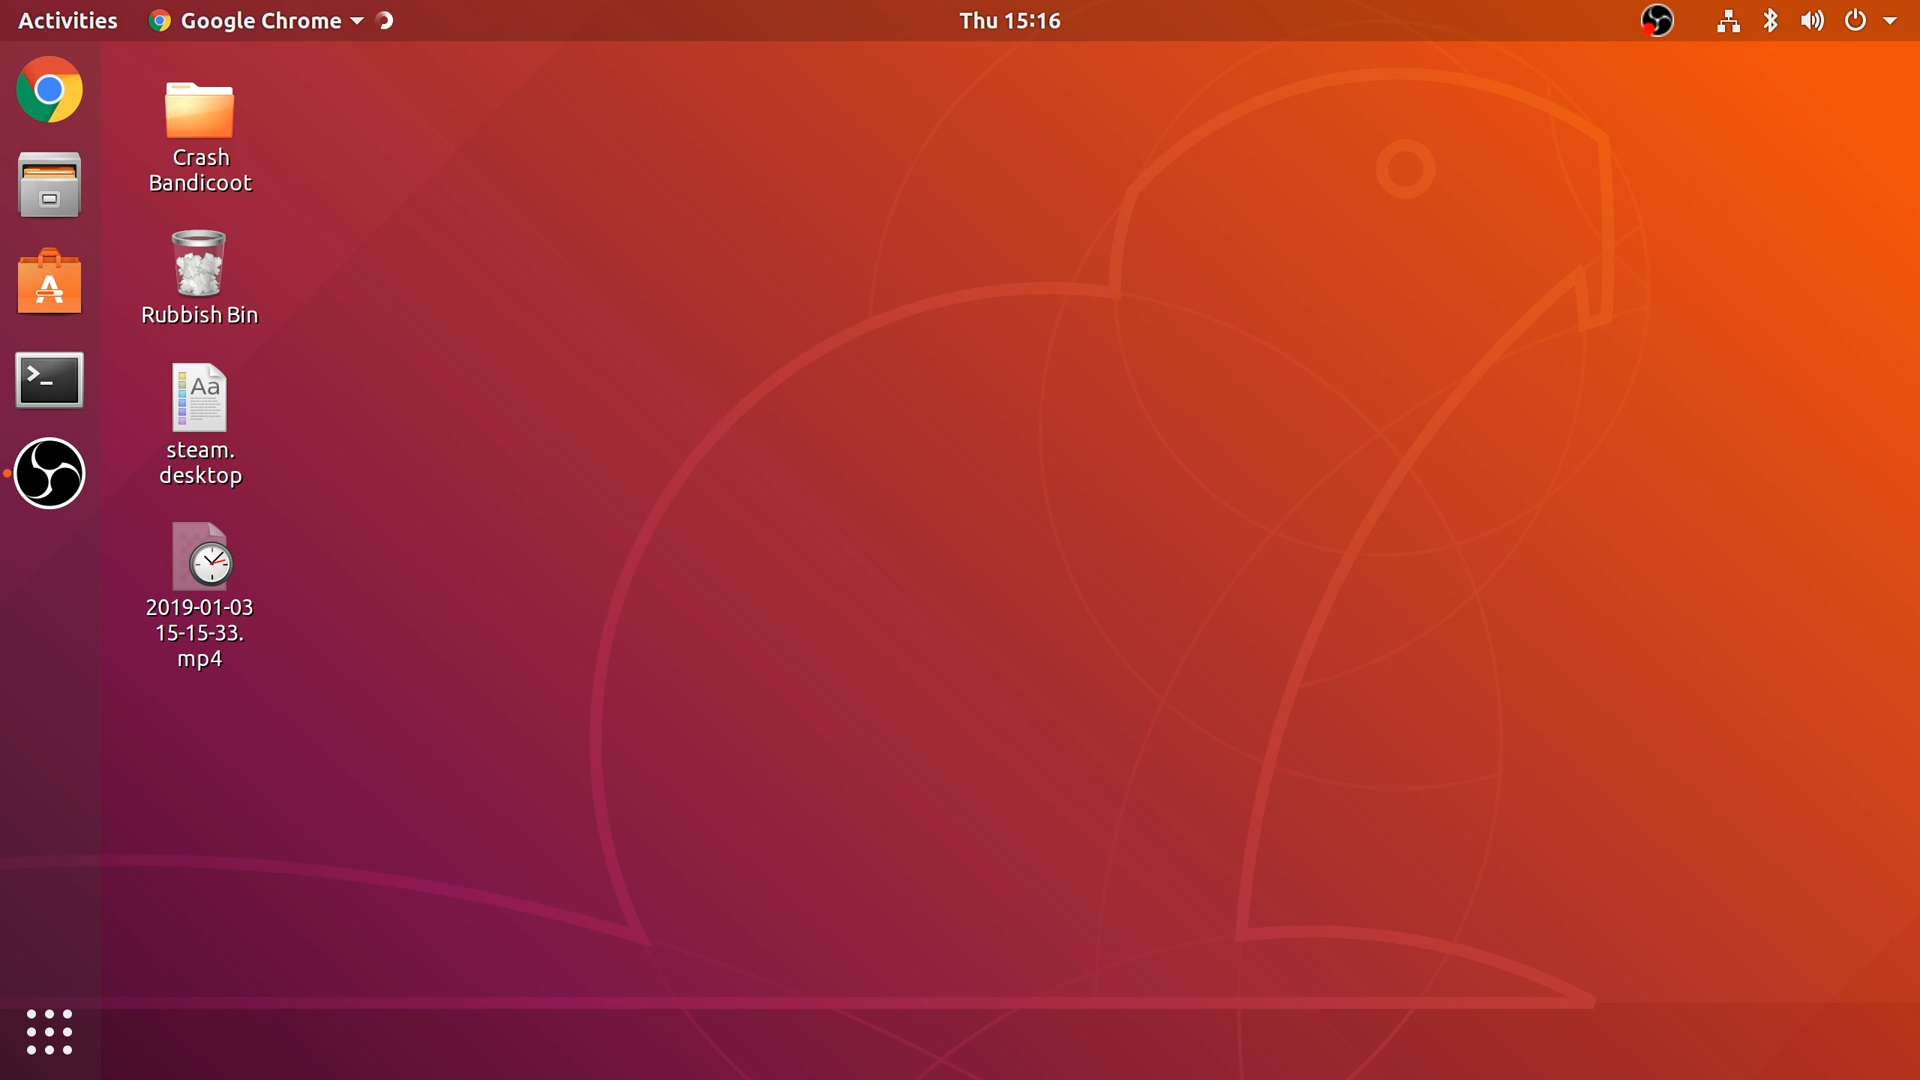 Activities
Google Chrome
Thu 15:16
Crash
Bandicoot
Rubbish Bin
Aa
steam.
desktop
2019-01-03
15-15-33.
mp4